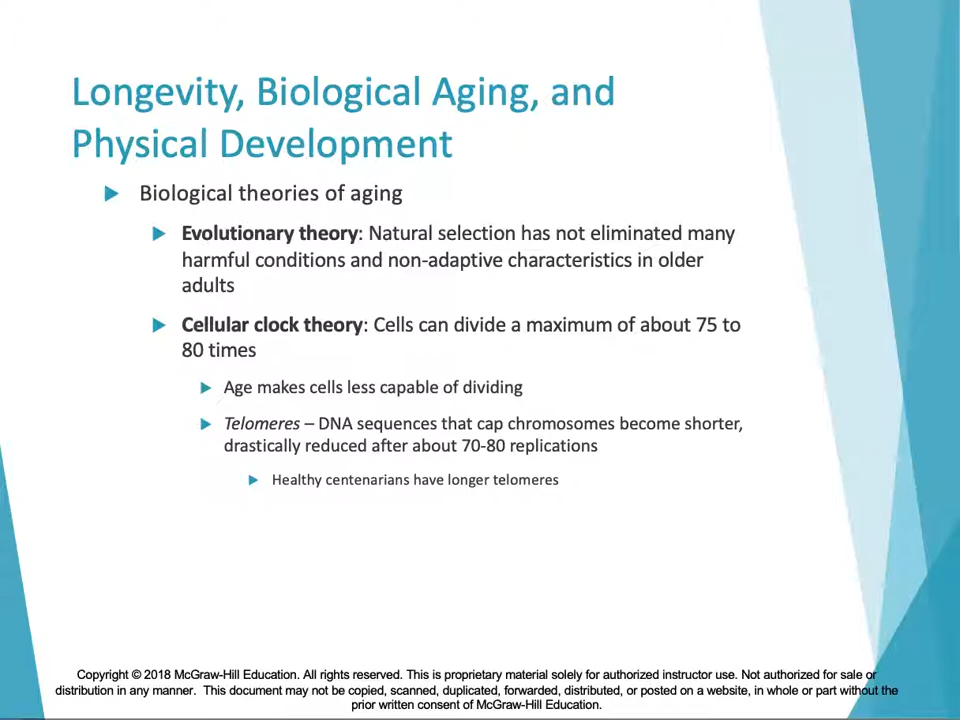 Longevity, Biological Aging, and
Physical Development
Biological theories of aging
Evolutionary theory: Natural selection has not eliminated many
harmful conditions and non-adaptive characteristics in older
adults
Cellular clock theory: Cells can divide a maximum of about 75 to
80 times
Age makes cells less capable of dividing
Telomeres – DNA sequences that cap chromosomes become shorter,
drastically reduced after about 70-80 replications
Healthy centenarians have longer telomeres
Copyright © 2018 McGraw-Hill Education. All rights reserved. This is proprietary material solely for authorized instructor use. Not authorized for sale or
distribution in any manner. This document may not be copied, scanned, duplicated, forwarded, distributed, or posted on a website, in whole or part without the
prior written consent of McGraw-Hill Education.